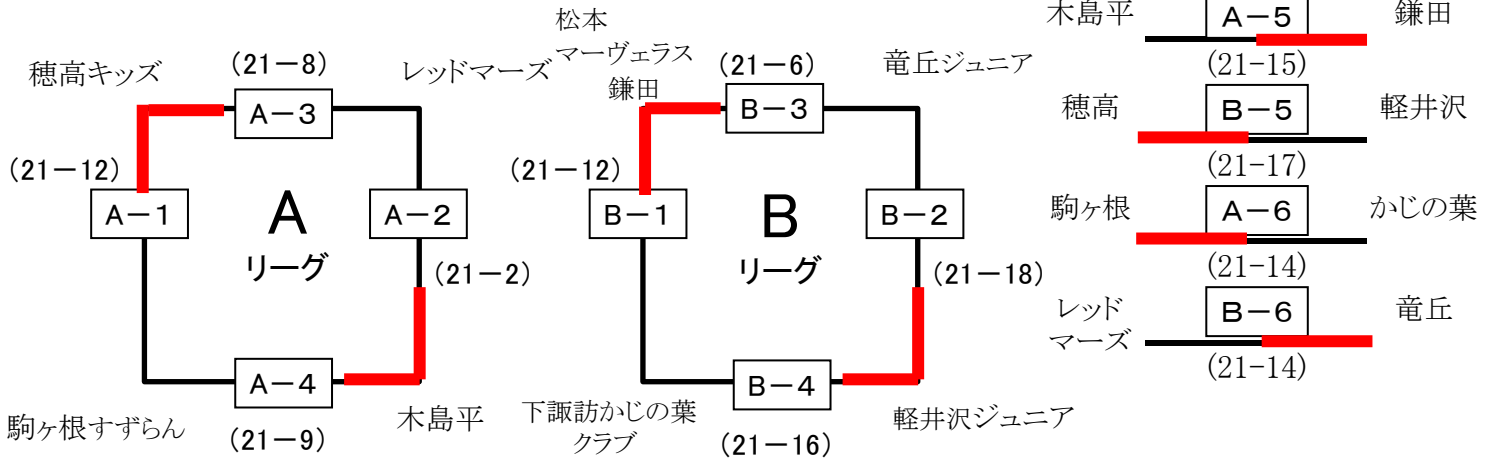 穂高キッズ
(21-8)
レッドマーズ
A-3
(21-12)
A-1
A
リーグ
A-2
(21-2)
A-4
駒ヶ根すずらん
(21-9)
木島平
松本
マーヴェラス
鎌田
(21-6)
竜丘ジュニア
B-3
(21-12)
B-1
B
リーグ
B-2
(21-18)
B-4
下諏訪かじの葉
クラブ
(21-16)
軽井沢ジュニア
木島平
A-5
鎌田
(21-15)
穂高
B-5
軽井沢
(21-17)
駒ヶ根
A-6
かじの葉
(21-14)
レッド
マーズ
B-6
竜丘
(21-14)